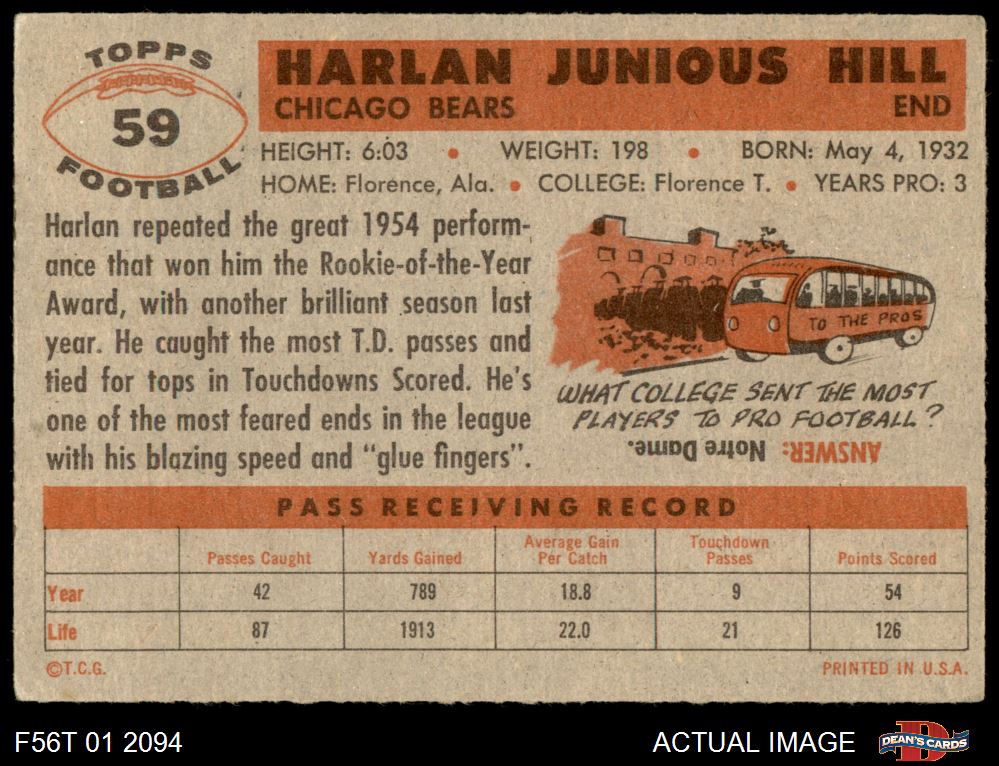 TOPPS
59
FOOTBALL
HARLAN JUNIOUS HILL
CHICAGO BEARS END
HEIGHT: 6:03 • WEIGHT: 198 • BORN: May 4, 1932
HOME: Florence, Ala. • COLLEGE: Florence T. • YEARS PRO: 3
Harlan repeated the great 1954 perform-
ance that won him the Rookie-of-the-Year
Award, with another brilliant season last
year. He caught the most T.D. passes and
tied for tops in Touchdowns Scored. He's
one of the most feared ends in the league
with his blazing speed and "glue fingers".
TO THE PROS
WHAT COLLEGE SENT THE MOST
PLAYERS TO PRO FOOTBALL?
ANSWER: Notre Dame.
PASS RECEIVING RECORD
Passes Caught Yards Gained Average Gain Per Catch Touchdown Passes Points Scored
Year 42 789 18.8 9 54
Life 87 1913 22.0 21 126
©T.C.G. PRINTED IN U.S.A.
F56T 01 2094 ACTUAL IMAGE DEAN'S CARDS